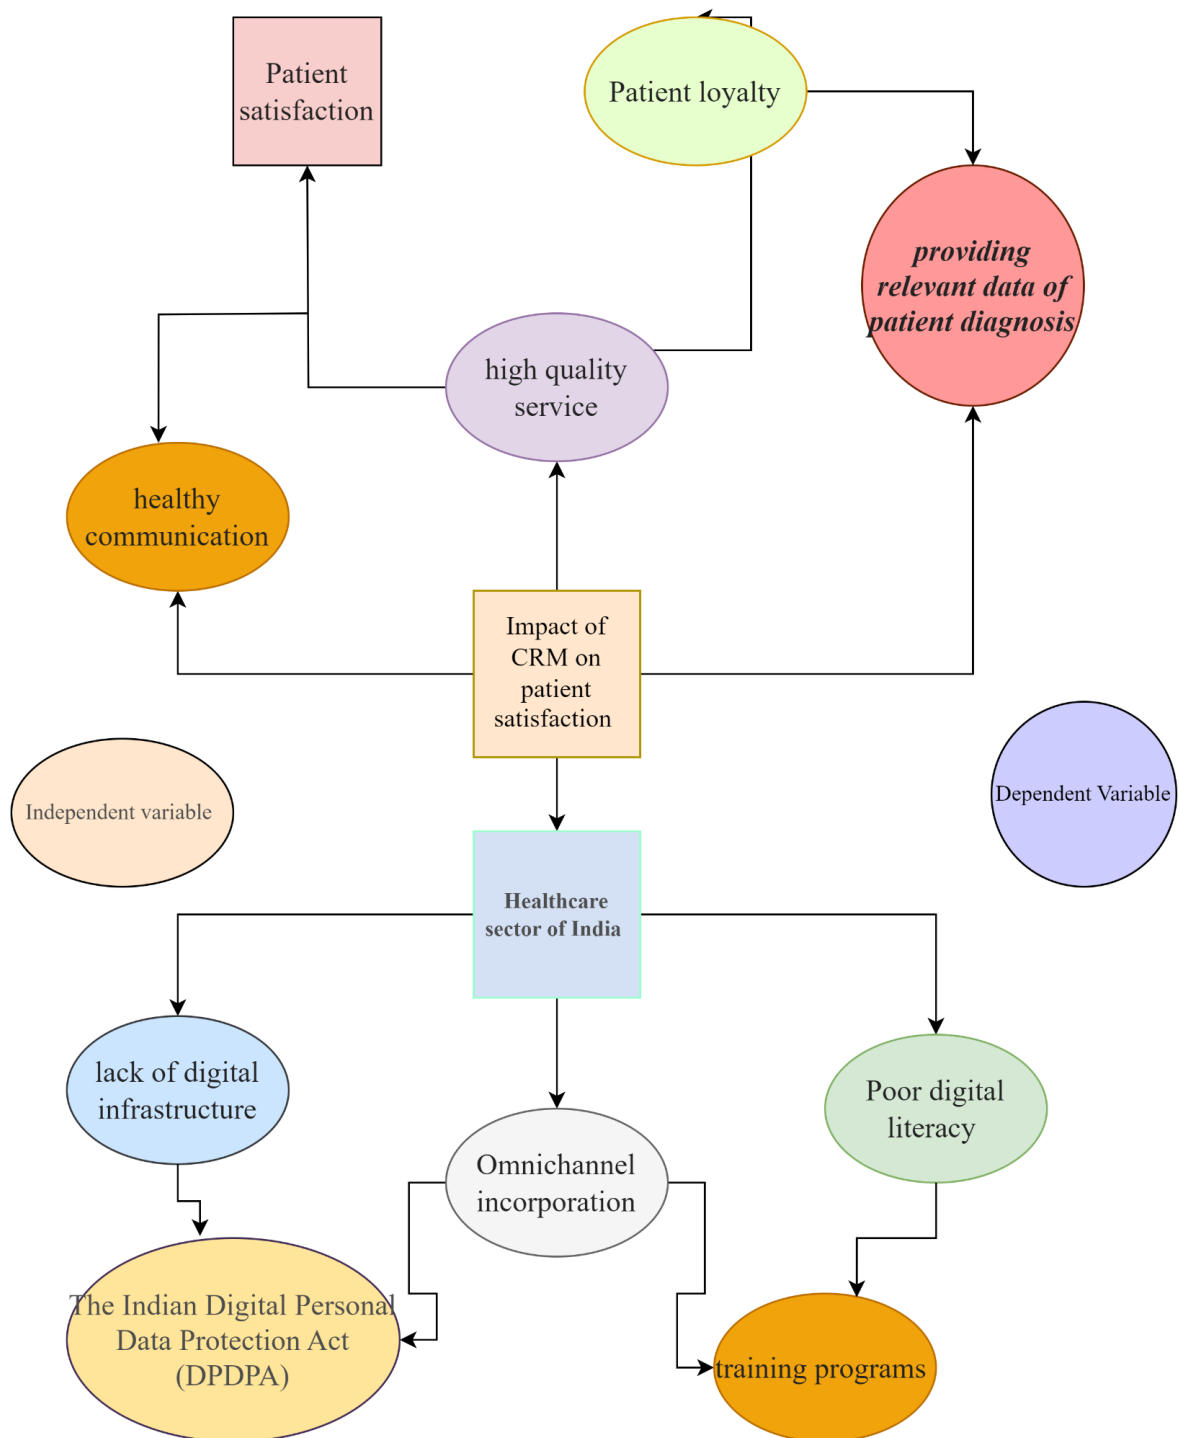 Patient
satisfaction
Patient loyalty
providing
relevant data of
patient diagnosis
high quality
service
healthy
communication
Impact of
CRM on
patient
satisfaction
Independent variable
Dependent Variable
Healthcare
sector of India
lack of digital
infrastructure
Poor digital
literacy
Omnichannel
incorporation
The Indian Digital Personal
Data Protection Act
(DPDPA)
training programs